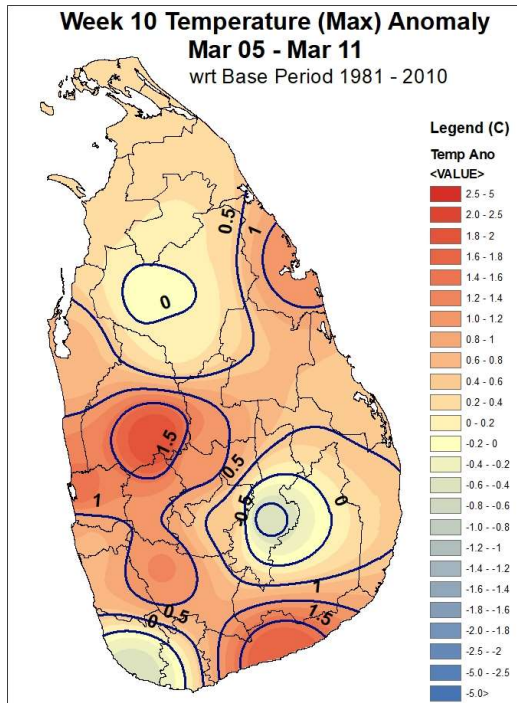 Week 10 Temperature (Max) Anomaly
Mar 05 - Mar 11
wrt Base Period 1981 - 2010
Legend (C)
Temp Ano
<VALUE>
2.5 - 5
2.0 - 2.5
1.8 - 2
1.6 - 1.8
1.4 - 1.6
1.2 - 1.4
1.0 - 1.2
0.8 - 1
0.6 - 0.8
0.4 - 0.6
0.2 - 0.4
0 - 0.2
-0.2 - 0
-0.4 - -0.2
-0.6 - -0.4
-0.8 - -0.6
-1.0 - -0.8
-1.2 - -1
-1.4 - -1.2
-1.6 - -1.4
-1.8 - -1.6
-2.0 - -1.8
-2.5 - -2
-5.0 - -2.5
-5.0>
0.5
1
0
1.5
0.5
1
-0.5
0
1
0.5
0
1.5